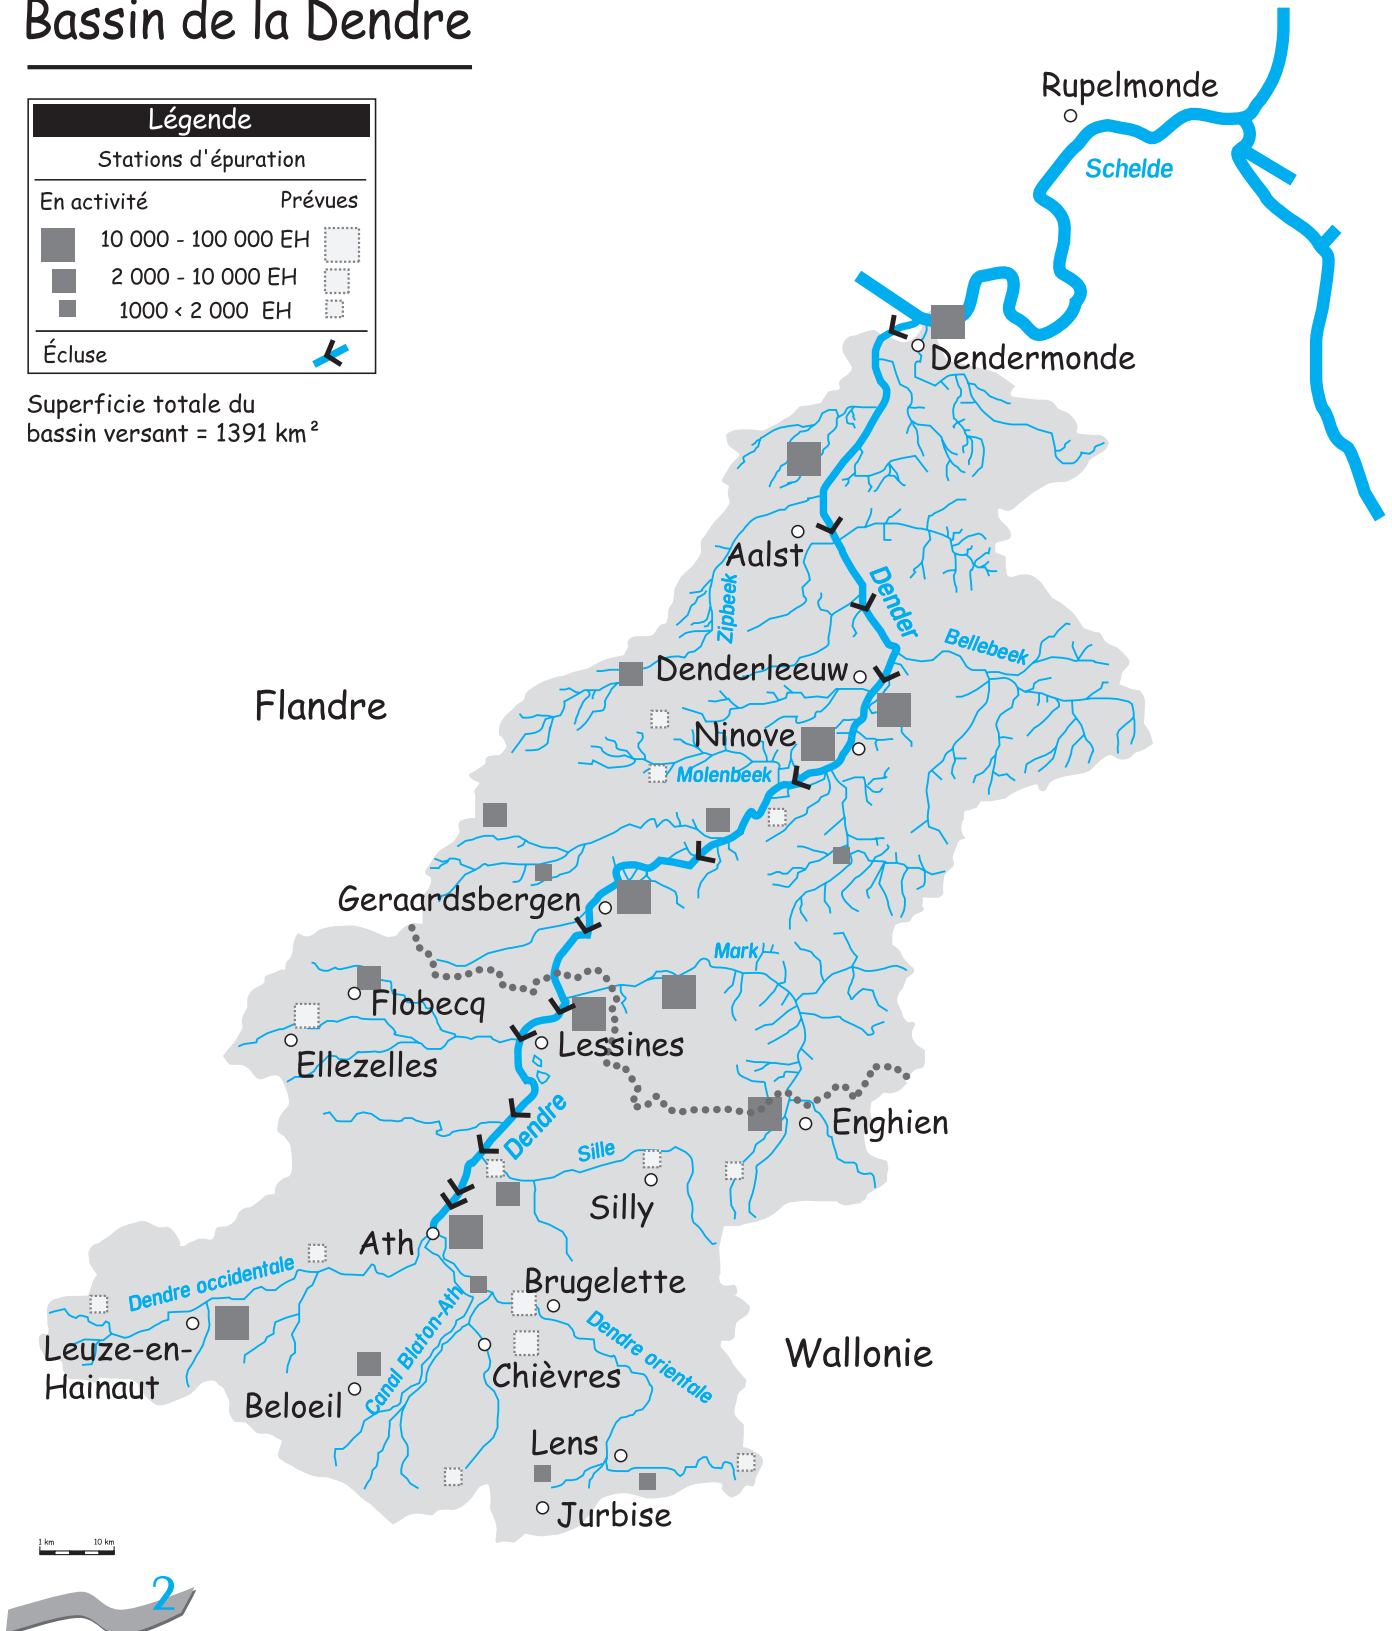 Bassin de la Dendre
Légende
Stations d'épuration
En activité
Prévues
10 000 - 100 000 EH
2 000 - 10 000 EH
1000 < 2 000 EH
Écluse
Superficie totale du
bassin versant = 1391 km²
Rupelmonde
Schelde
Dendermonde
Aalst
Zipbeek
Dender
Bellebeek
Denderleeuw
Flandre
Ninove
Molenbeek
Geraardsbergen
Mark
Flobecq
Lessines
Ellezelles
Dendre
Enghien
Sille
Silly
Ath
Dendre occidentale
Brugelette
Canal Blaton-Ath
Dendre orientale
Leuze-en-
Hainaut
Wallonie
Chièvres
Beloeil
Lens
Jurbise
1 km 10 km
2